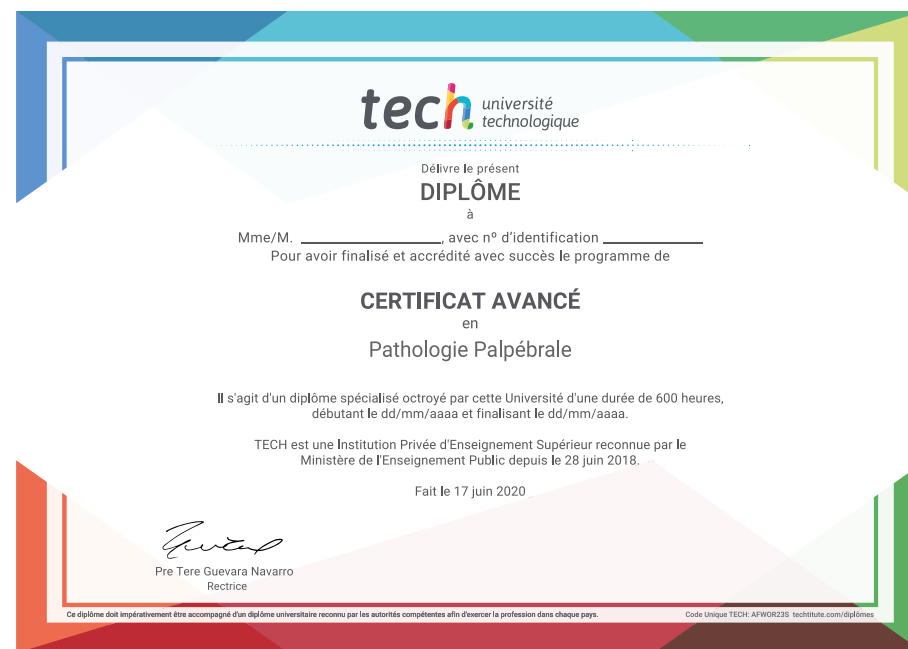 tech université
technologique
Délivre le présent
DIPLÔME
à
Mme/M. ____________________, avec nº d'identification ______________
Pour avoir finalisé et accrédité avec succès le programme de
CERTIFICAT AVANCÉ
en
Pathologie Palpébrale
Il s'agit d'un diplôme spécialisé octroyé par cette Université d'une durée de 600 heures,
débutant le dd/mm/aaaa et finalisant le dd/mm/aaaa.
TECH est une Institution Privée d'Enseignement Supérieur reconnue par le
Ministère de l'Enseignement Public depuis le 28 juin 2018.
Fait le 17 juin 2020
Pre Tere Guevara Navarro
Rectrice
Ce diplôme doit impérativement être accompagné d'un diplôme universitaire reconnu par les autorités compétentes afin d'exercer la profession dans chaque pays.
Code Unique TECH: AFWOR23S techtitute.com/diplômes